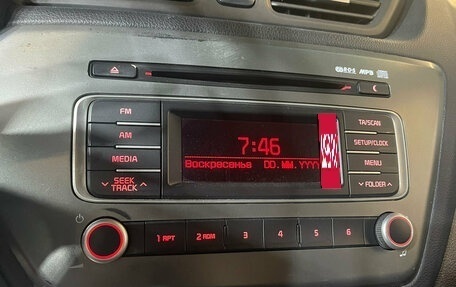 MP3
FM
AM
MEDIA
SEEK
TRACK
7:46
Воскресенье DD.MM.YYYY
TA/SCAN
SETUP/CLOCK
MENU
FOLDER
1 RPT
2 RDM
3
4
5
6